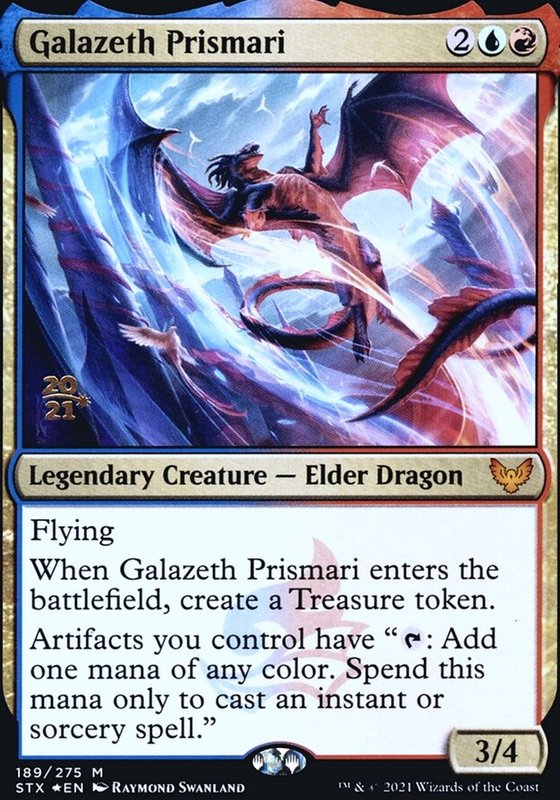 Galazeth Prismari 2
20
21
Legendary Creature — Elder Dragon
Flying
When Galazeth Prismari enters the
battlefield, create a Treasure token.
Artifacts you control have “ : Add
one mana of any color. Spend this
mana only to cast an instant or
sorcery spell.”
3/4
189/275 M
STX ★ EN Raymond Swanland
™ & © 2021 Wizards of the Coast